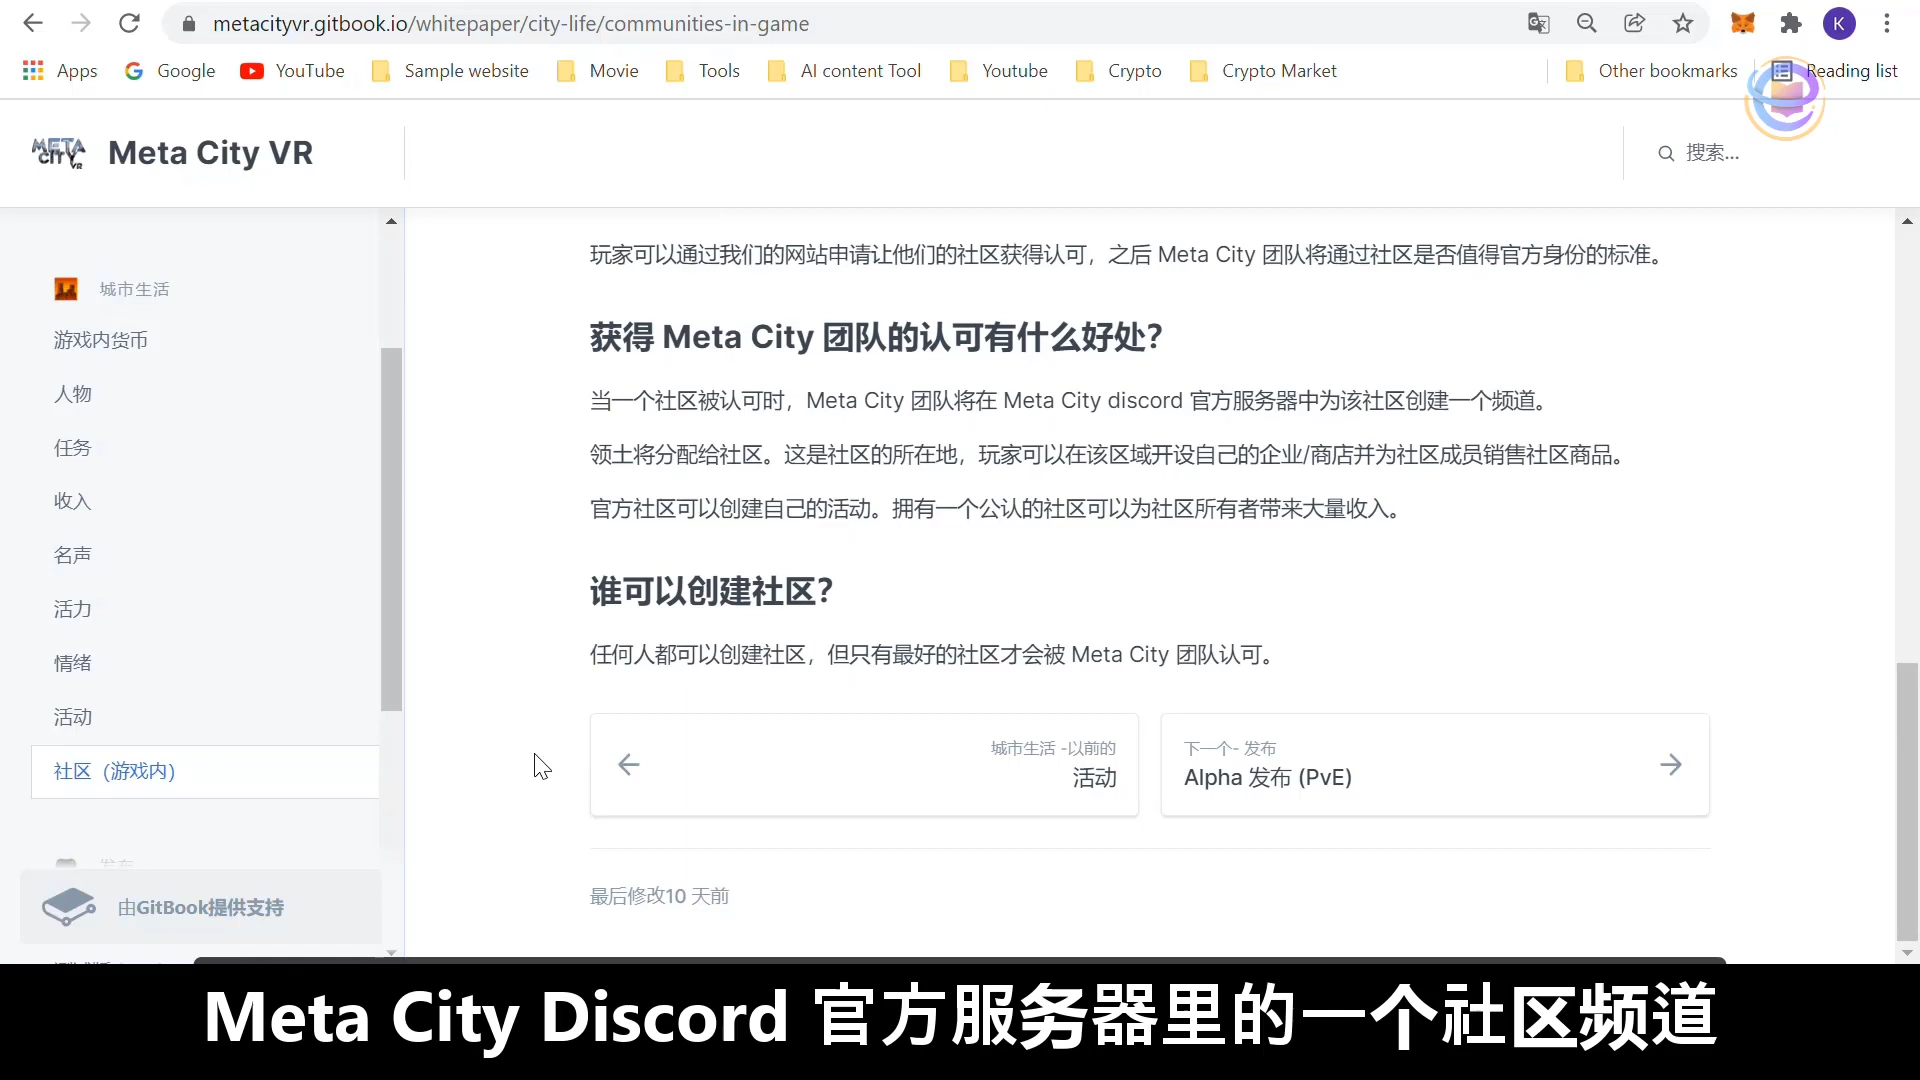 metacityvr.gitbook.io/whitepaper/city-life/communities-in-game
K
Apps
Google
YouTube
Sample website
Movie
Tools
AI content Tool
Youtube
Crypto
Crypto Market
Other bookmarks
Reading list
META CITY VR
Meta City VR
搜索...
城市生活
游戏内货币
人物
任务
收入
名声
活力
情绪
活动
社区（游戏内）
发布
由GitBook提供支持
玩家可以通过我们的网站申请让他们的社区获得认可，之后 Meta City 团队将通过社区是否值得官方身份的标准。
获得 Meta City 团队的认可有什么好处？
当一个社区被认可时，Meta City 团队将在 Meta City discord 官方服务器中为该社区创建一个频道。
领土将分配给社区。这是社区的所在地，玩家可以在该区域开设自己的企业/商店并为社区成员销售社区商品。
官方社区可以创建自己的活动。拥有一个公认的社区可以为社区所有者带来大量收入。
谁可以创建社区？
任何人都可以创建社区，但只有最好的社区才会被 Meta City 团队认可。
城市生活 -以前的
活动
下一个- 发布
Alpha 发布 (PvE)
最后修改10 天前
Meta City Discord 官方服务器里的一个社区频道